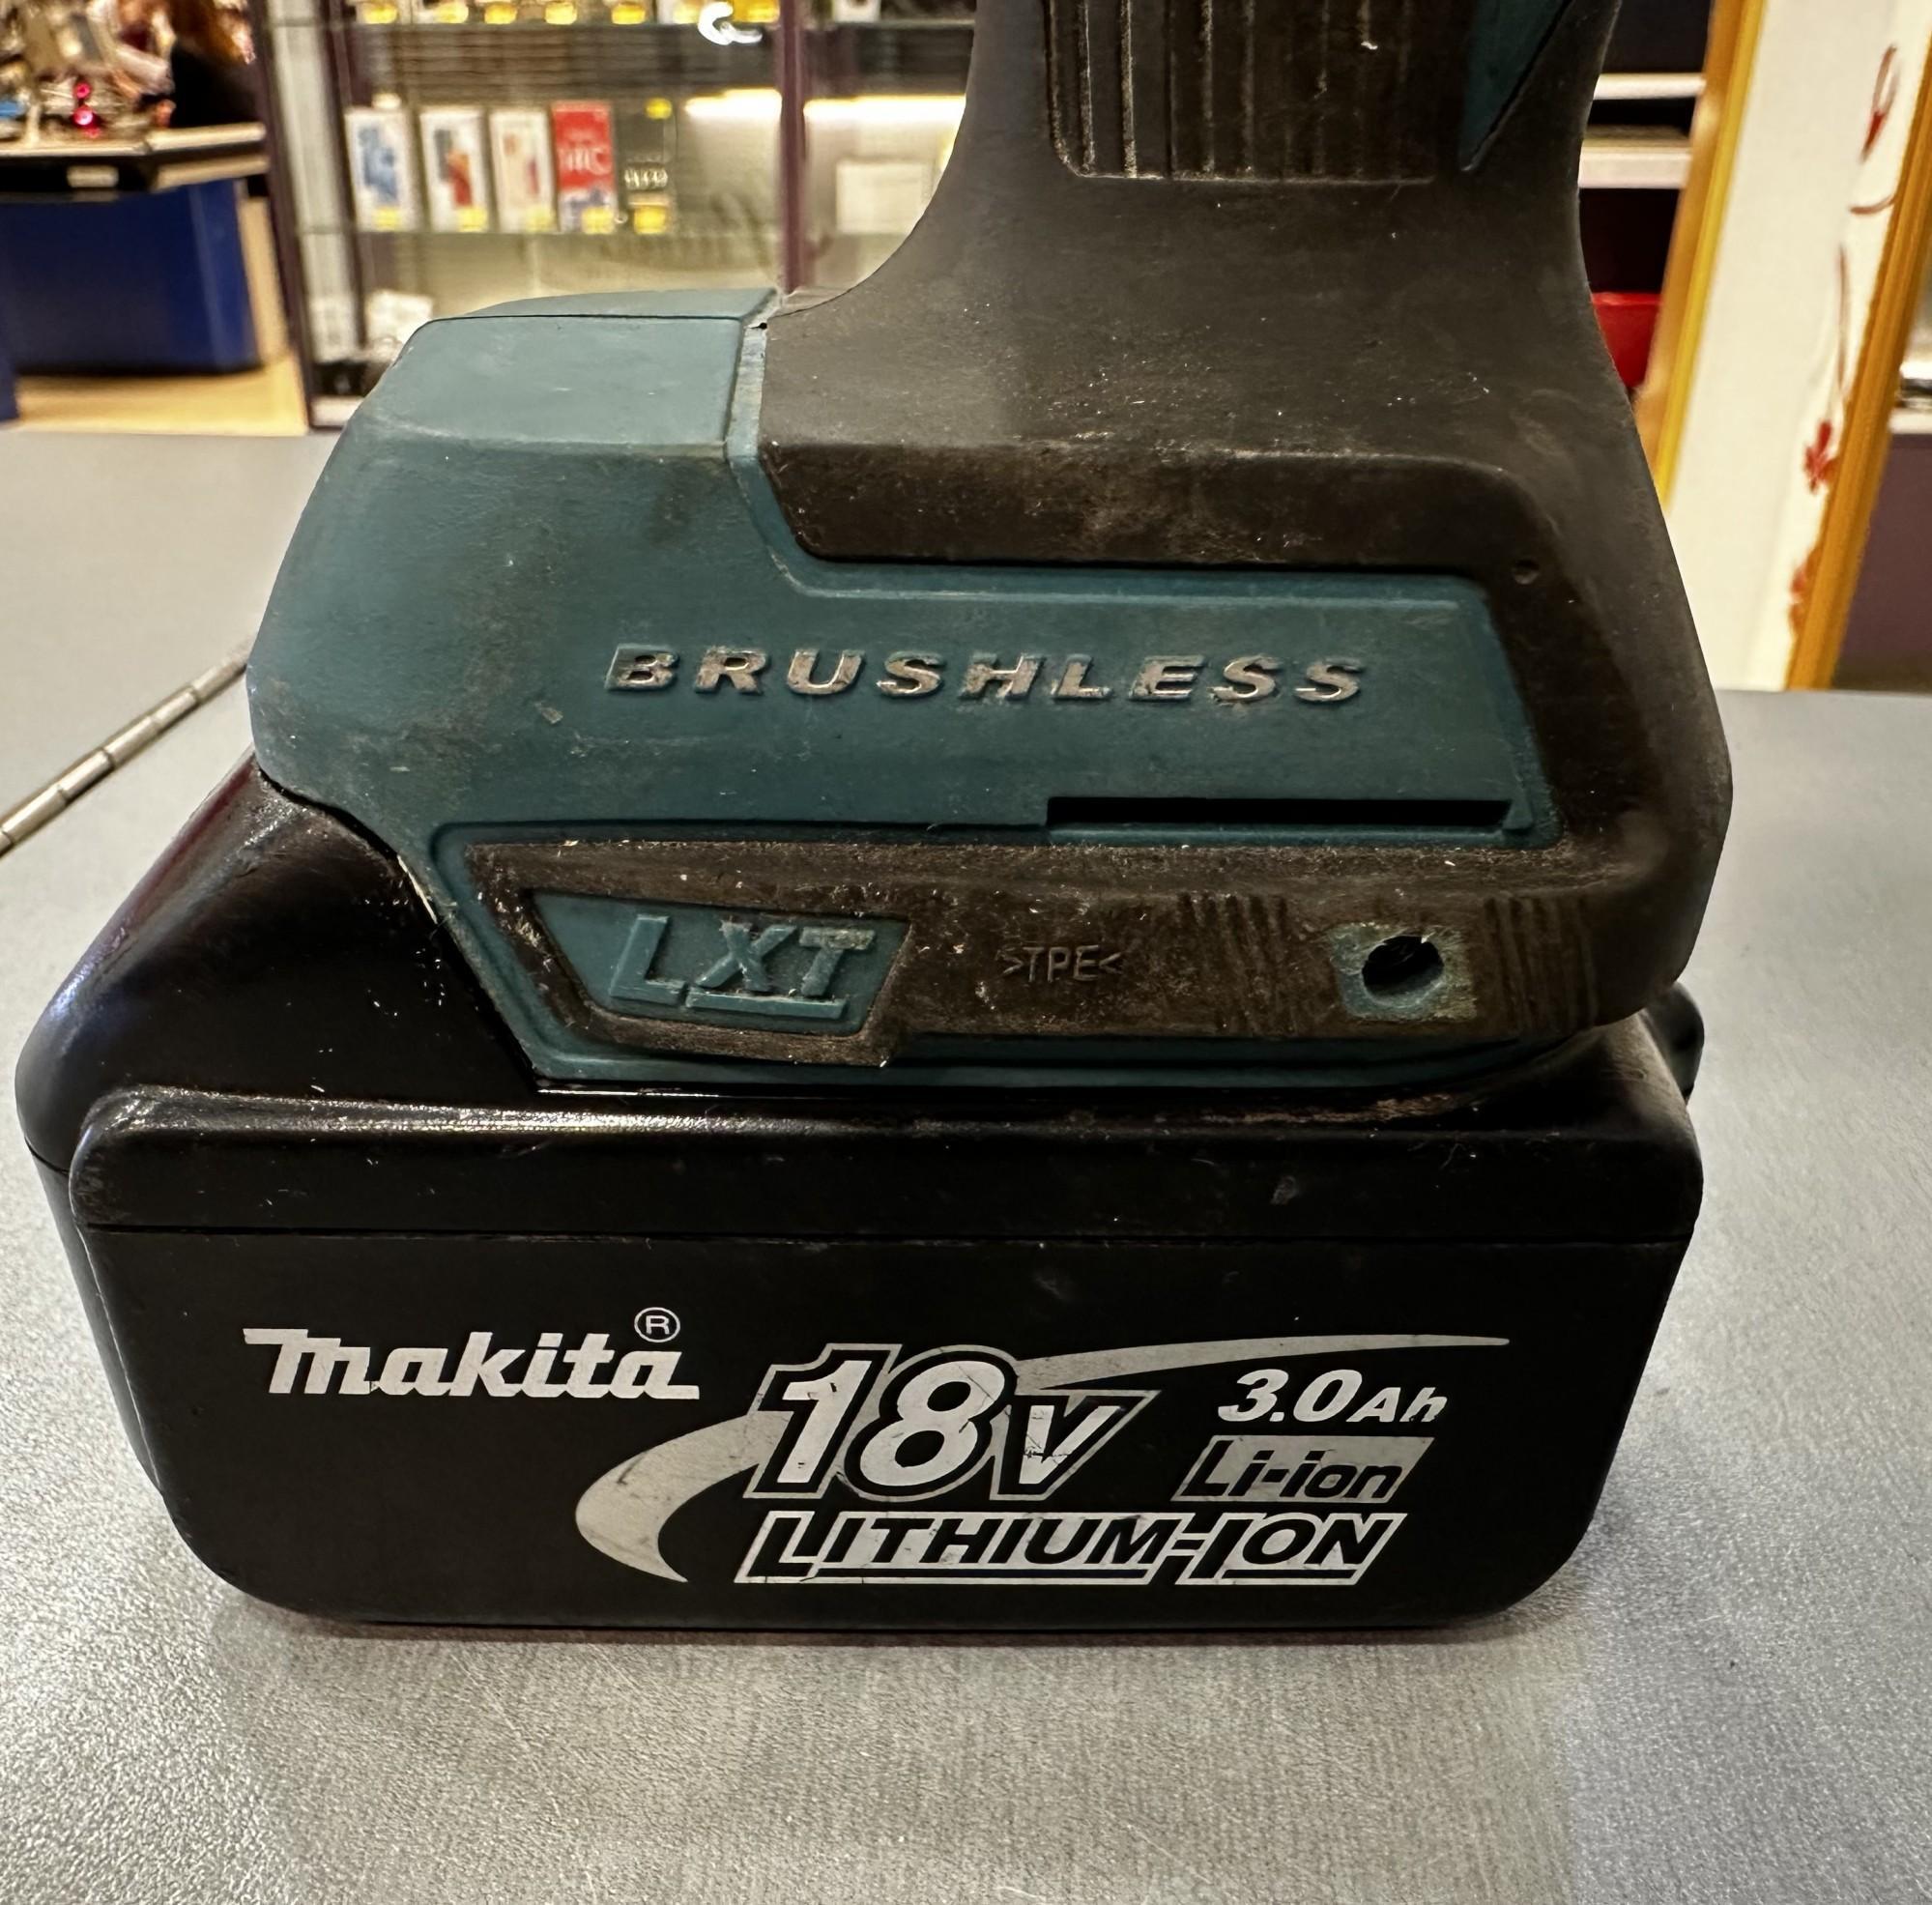 BRUSHLESS
LXT
>TPE<
makita®
18V
3.0Ah
Li-ion
LITHIUM-ION